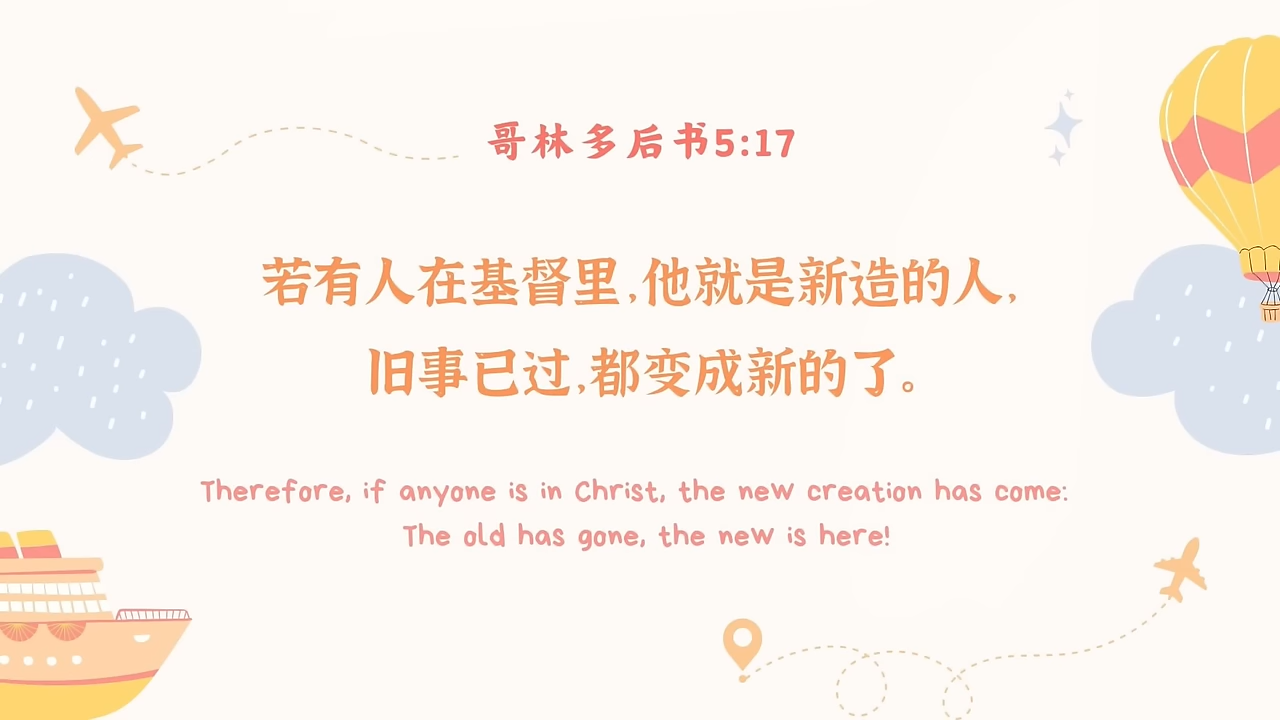 哥林多后书5:17
若有人在基督里,他就是新造的人,
旧事已过,都变成新的了。
Therefore, if anyone is in Christ, the new creation has come:
The old has gone, the new is here!